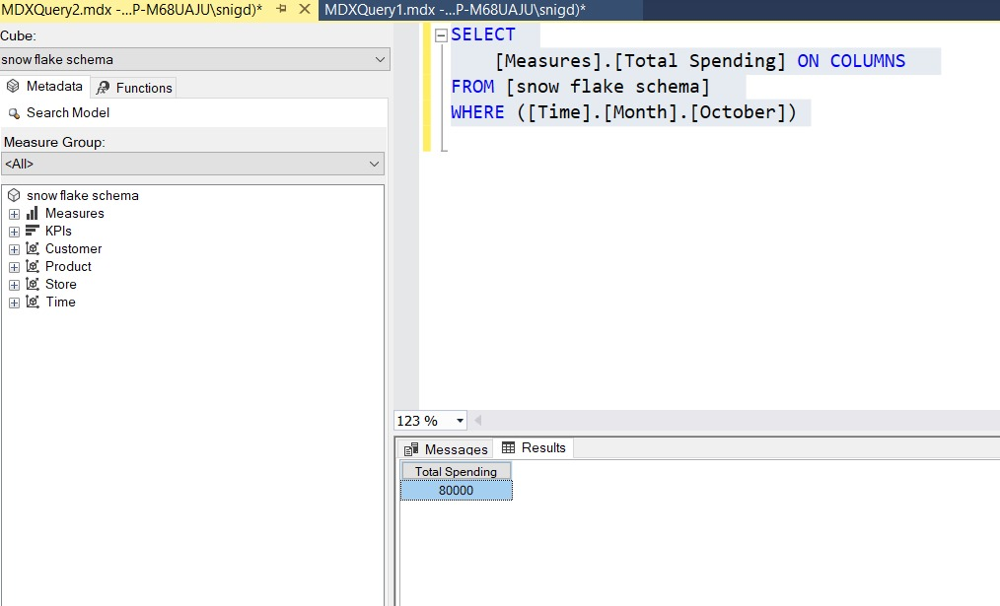 MDXQuery2.mdx -...P-M68UAJU\snigd)*
MDXQuery1.mdx -...P-M68UAJU\snigd)*
Cube:
snow flake schema
Metadata
Functions
Search Model
Measure Group:
<All>
snow flake schema
Measures
KPIs
Customer
Product
Store
Time
SELECT
[Measures].[Total Spending] ON COLUMNS
FROM [snow flake schema]
WHERE ([Time].[Month].[October])
123 %
Messages
Results
Total Spending
80000